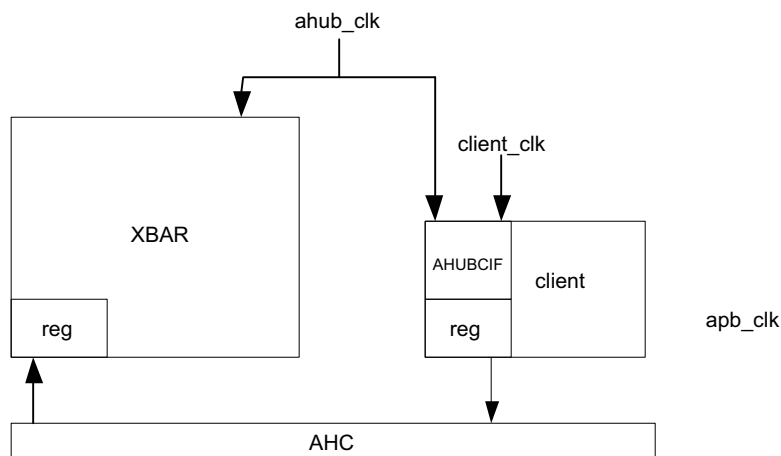 ahub_clk
client_clk
XBAR
AHUBCIF
client
reg
reg
apb_clk
AHC